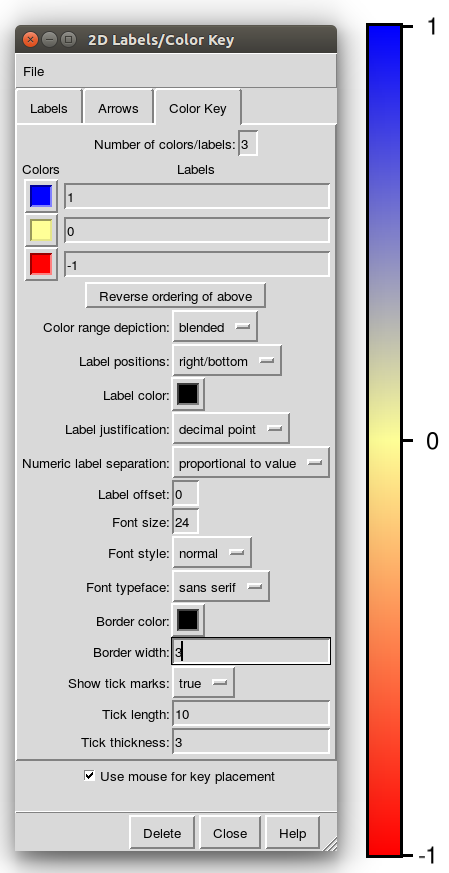 2D Labels/Color Key
File
Labels Arrows Color Key
Number of colors/labels: 3
Colors Labels
1
0
-1
Reverse ordering of above
Color range depiction: blended
Label positions: right/bottom
Label color:
Label justification: decimal point
Numeric label separation: proportional to value
Label offset: 0
Font size: 24
Font style: normal
Font typeface: sans serif
Border color:
Border width: 3
Show tick marks: true
Tick length: 10
Tick thickness: 3
Use mouse for key placement
Delete Close Help
1
0
-1